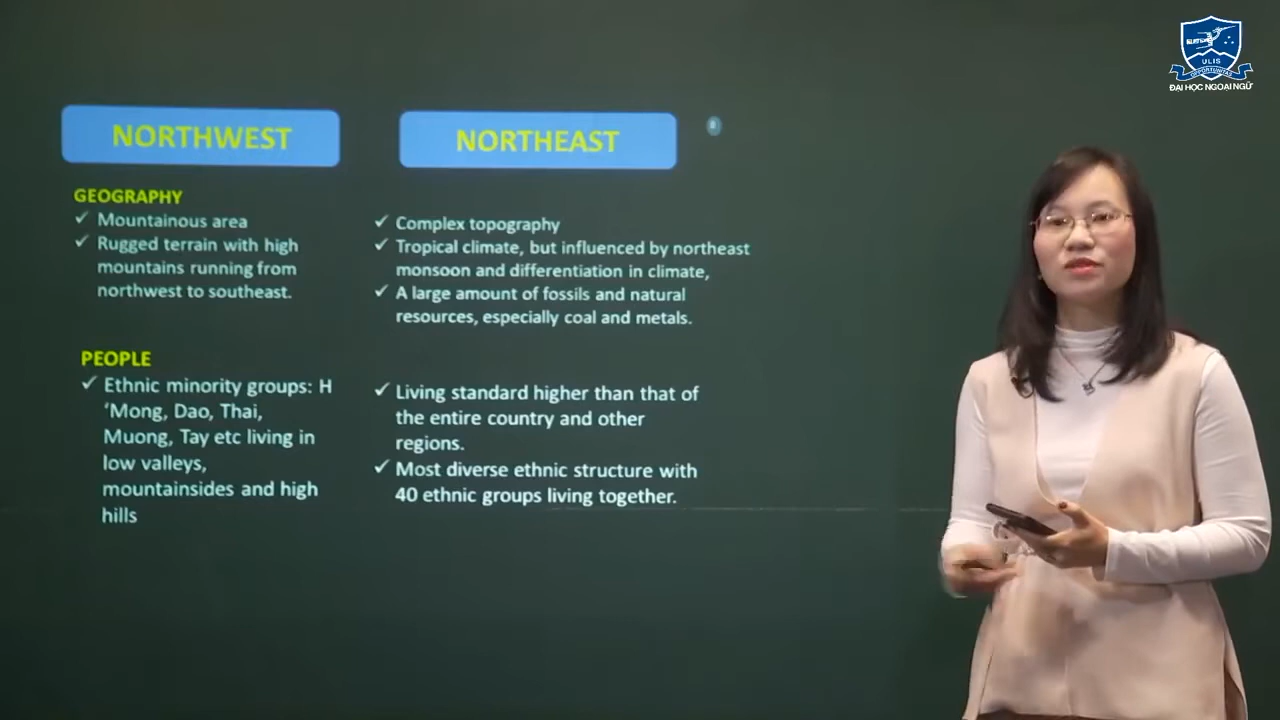 NORTHWEST
NORTHEAST
GEOGRAPHY
✓ Mountainous area
✓ Rugged terrain with high
mountains running from
northwest to southeast.
✓ Complex topography
✓ Tropical climate, but influenced by northeast
monsoon and differentiation in climate,
✓ A large amount of fossils and natural
resources, especially coal and metals.
PEOPLE
✓ Ethnic minority groups: H
‘Mong, Dao, Thai,
Muong, Tay etc living in
low valleys,
mountainsides and high
hills
✓ Living standard higher than that of
the entire country and other
regions.
✓ Most diverse ethnic structure with
40 ethnic groups living together.
ULIS
ĐẠI HỌC NGOẠI NGỮ